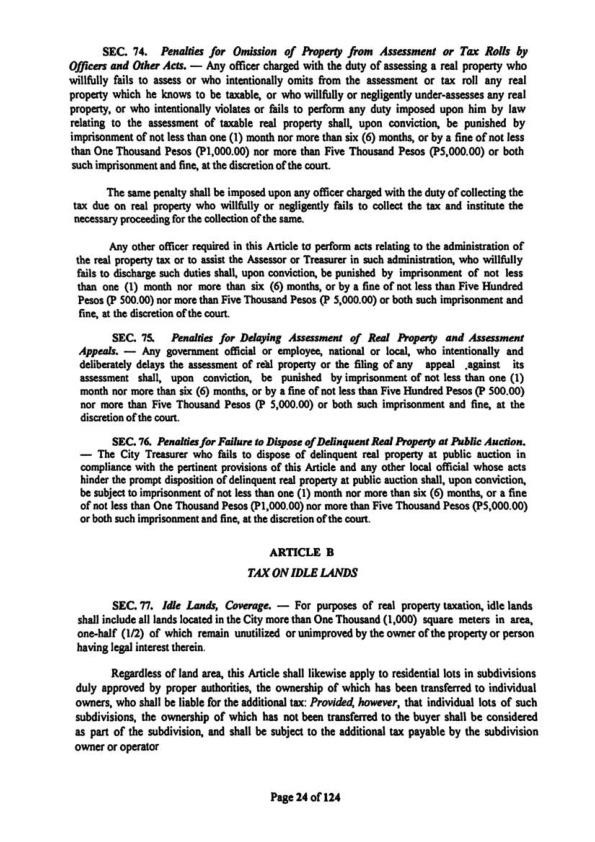 SEC. 74. Penalties for Omission of Property from Assessment or Tax Rolls by
Officers and Other Acts. — Any officer charged with the duty of assessing a real property who
willfully fails to assess or who intentionally omits from the assessment or tax roll any real
property which he knows to be taxable, or who willfully or negligently under-assesses any real
property, or who intentionally violates or fails to perform any duty imposed upon him by law
relating to the assessment of taxable real property shall, upon conviction, be punished by
imprisonment of not less than one (1) month nor more than six (6) months, or by a fine of not less
than One Thousand Pesos (P1,000.00) nor more than Five Thousand Pesos (P5,000.00) or both
such imprisonment and fine, at the discretion of the court.
The same penalty shall be imposed upon any officer charged with the duty of collecting the
tax due on real property who willfully or negligently fails to collect the tax and institute the
necessary proceeding for the collection of the same.
Any other officer required in this Article to perform acts relating to the administration of
the real property tax or to assist the Assessor or Treasurer in such administration, who willfully
fails to discharge such duties shall, upon conviction, be punished by imprisonment of not less
than one (1) month nor more than six (6) months, or by a fine of not less than Five Hundred
Pesos (P 500.00) nor more than Five Thousand Pesos (P 5,000.00) or both such imprisonment and
fine, at the discretion of the court.
SEC. 75. Penalties for Delaying Assessment of Real Property and Assessment
Appeals. — Any government official or employee, national or local, who intentionally and
deliberately delays the assessment of real property or the filing of any appeal against its
assessment shall, upon conviction, be punished by imprisonment of not less than one (1)
month nor more than six (6) months, or by a fine of not less than Five Hundred Pesos (P 500.00)
nor more than Five Thousand Pesos (P 5,000.00) or both such imprisonment and fine, at the
discretion of the court.
SEC. 76. Penalties for Failure to Dispose of Delinquent Real Property at Public Auction.
— The City Treasurer who fails to dispose of delinquent real property at public auction in
compliance with the pertinent provisions of this Article and any other local official whose acts
hinder the prompt disposition of delinquent real property at public auction shall, upon conviction,
be subject to imprisonment of not less than one (1) month nor more than six (6) months, or a fine
of not less than One Thousand Pesos (P1,000.00) nor more than Five Thousand Pesos (P5,000.00)
or both such imprisonment and fine, at the discretion of the court.
ARTICLE B
TAX ON IDLE LANDS
SEC. 77. Idle Lands, Coverage. — For purposes of real property taxation, idle lands
shall include all lands located in the City more than One Thousand (1,000) square meters in area,
one-half (1/2) of which remain unutilized or unimproved by the owner of the property or person
having legal interest therein.
Regardless of land area, this Article shall likewise apply to residential lots in subdivisions
duly approved by proper authorities, the ownership of which has been transferred to individual
owners, who shall be liable for the additional tax: Provided, however, that individual lots of such
subdivisions, the ownership of which has not been transferred to the buyer shall be considered
as part of the subdivision, and shall be subject to the additional tax payable by the subdivision
owner or operator
Page 24 of 124